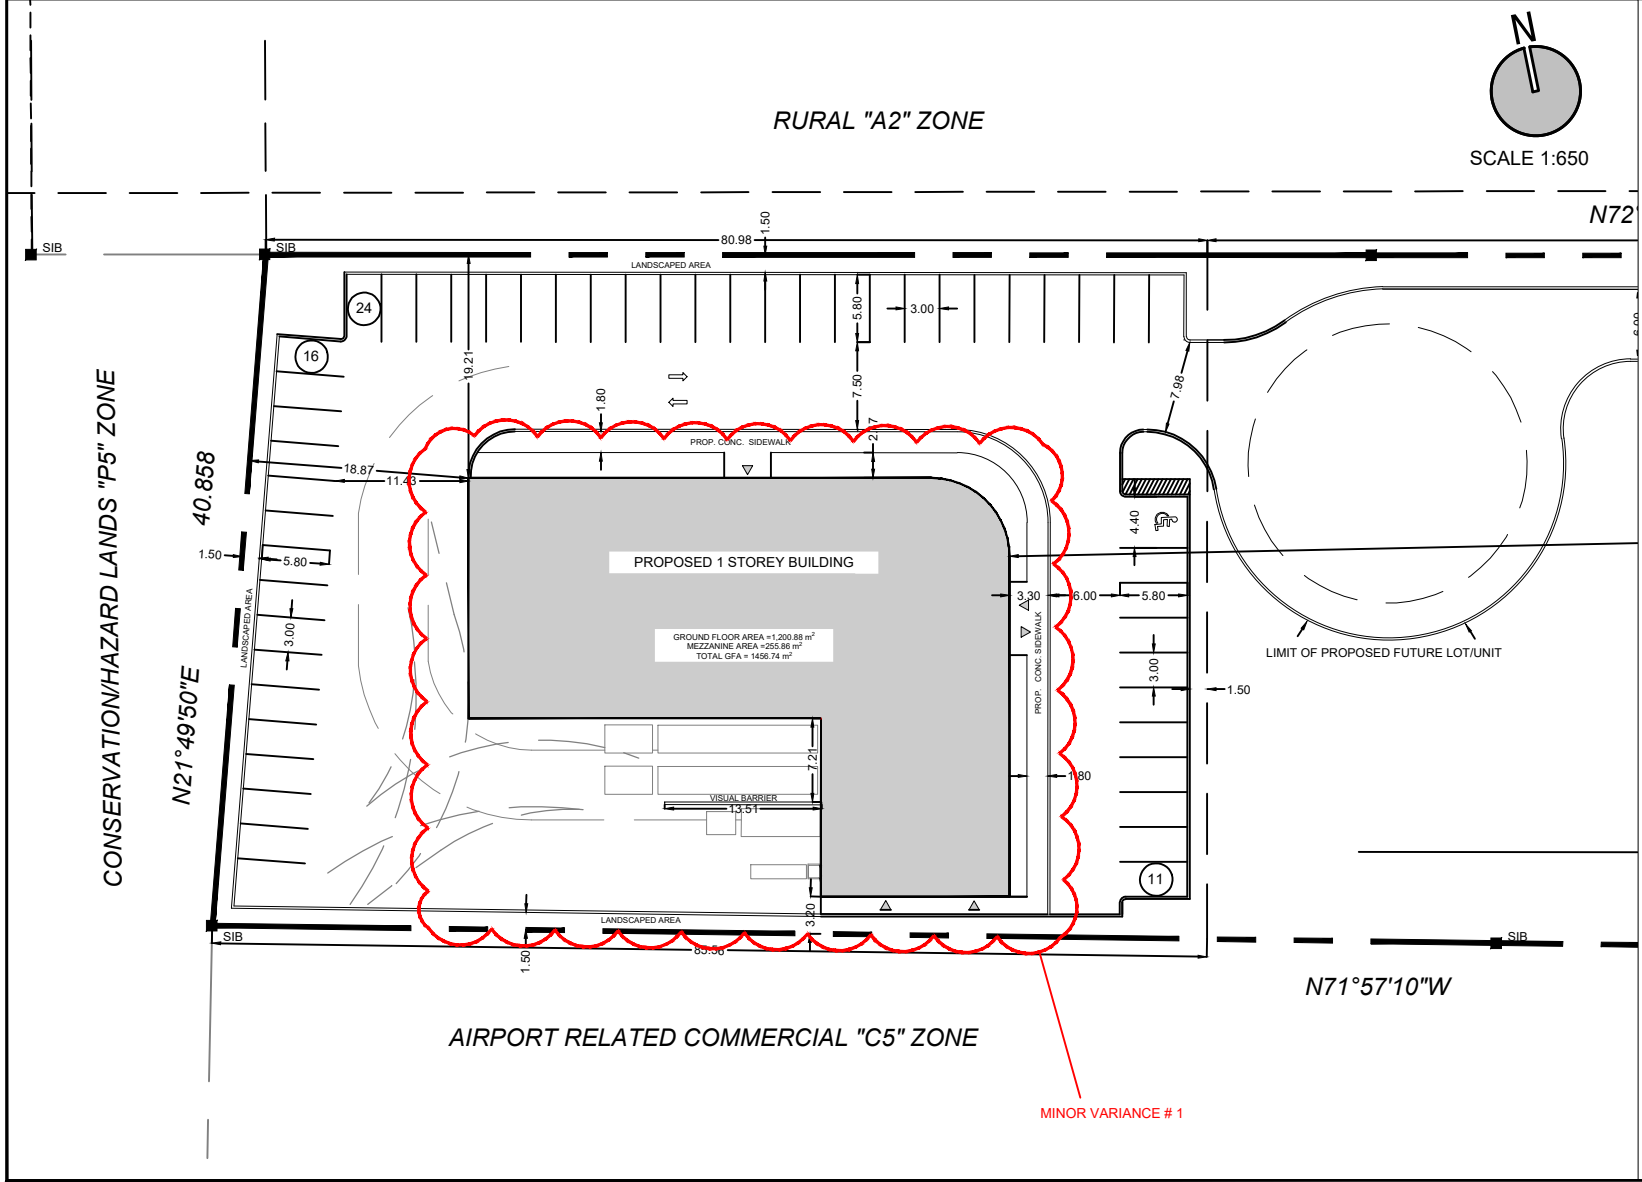 N
SCALE 1:650
RURAL "A2" ZONE
N72°
SIB
SIB
80.98
1.50
LANDSCAPED AREA
24
16
5.80
3.00
19.21
7.50
7.98
1.80
PROP. CONC. SIDEWALK
18.87
11.43
CONSERVATION/HAZARD LANDS "P5" ZONE
40.858
N21°49'50"E
1.50
5.80
LANDSCAPED AREA
3.00
PROPOSED 1 STOREY BUILDING
GROUND FLOOR AREA =1,200.88 m²
MEZZANINE AREA =255.86 m²
TOTAL GFA = 1456.74 m²
4.40
3.30
6.00
5.80
PROP. CONC. SIDEWALK
3.00
1.50
LIMIT OF PROPOSED FUTURE LOT/UNIT
7.21
1.80
VISUAL BARRIER
13.51
11
3.20
LANDSCAPED AREA
SIB
1.50
83.56
SIB
N71°57'10"W
AIRPORT RELATED COMMERCIAL "C5" ZONE
MINOR VARIANCE # 1